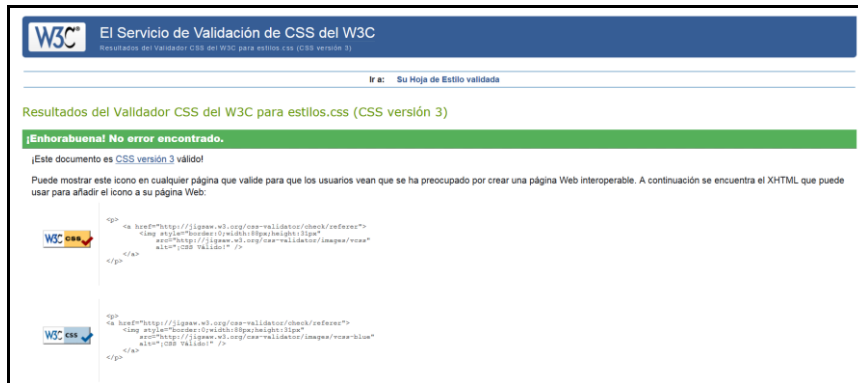 W3C®
El Servicio de Validación de CSS del W3C
Resultados del Validador CSS del W3C para estilos.css (CSS versión 3)
Ir a: Su Hoja de Estilo validada
Resultados del Validador CSS del W3C para estilos.css (CSS versión 3)
¡Enhorabuena! No error encontrado.
¡Este documento es CSS versión 3 válido!
Puede mostrar este icono en cualquier página que valide para que los usuarios vean que se ha preocupado por crear una página Web interoperable. A continuación se encuentra el XHTML que puede
usar para añadir el icono a su página Web:
W3C css
<p>
<a href="http://jigsaw.w3.org/css-validator/check/referer">
<img style="border:0;width:88px;height:31px"
src="http://jigsaw.w3.org/css-validator/images/vcss"
alt="¡CSS Válido!" />
</a>
</p>
W3C css
<p>
<a href="http://jigsaw.w3.org/css-validator/check/referer">
<img style="border:0;width:88px;height:31px"
src="http://jigsaw.w3.org/css-validator/images/vcss-blue"
alt="¡CSS Válido!" />
</a>
</p>